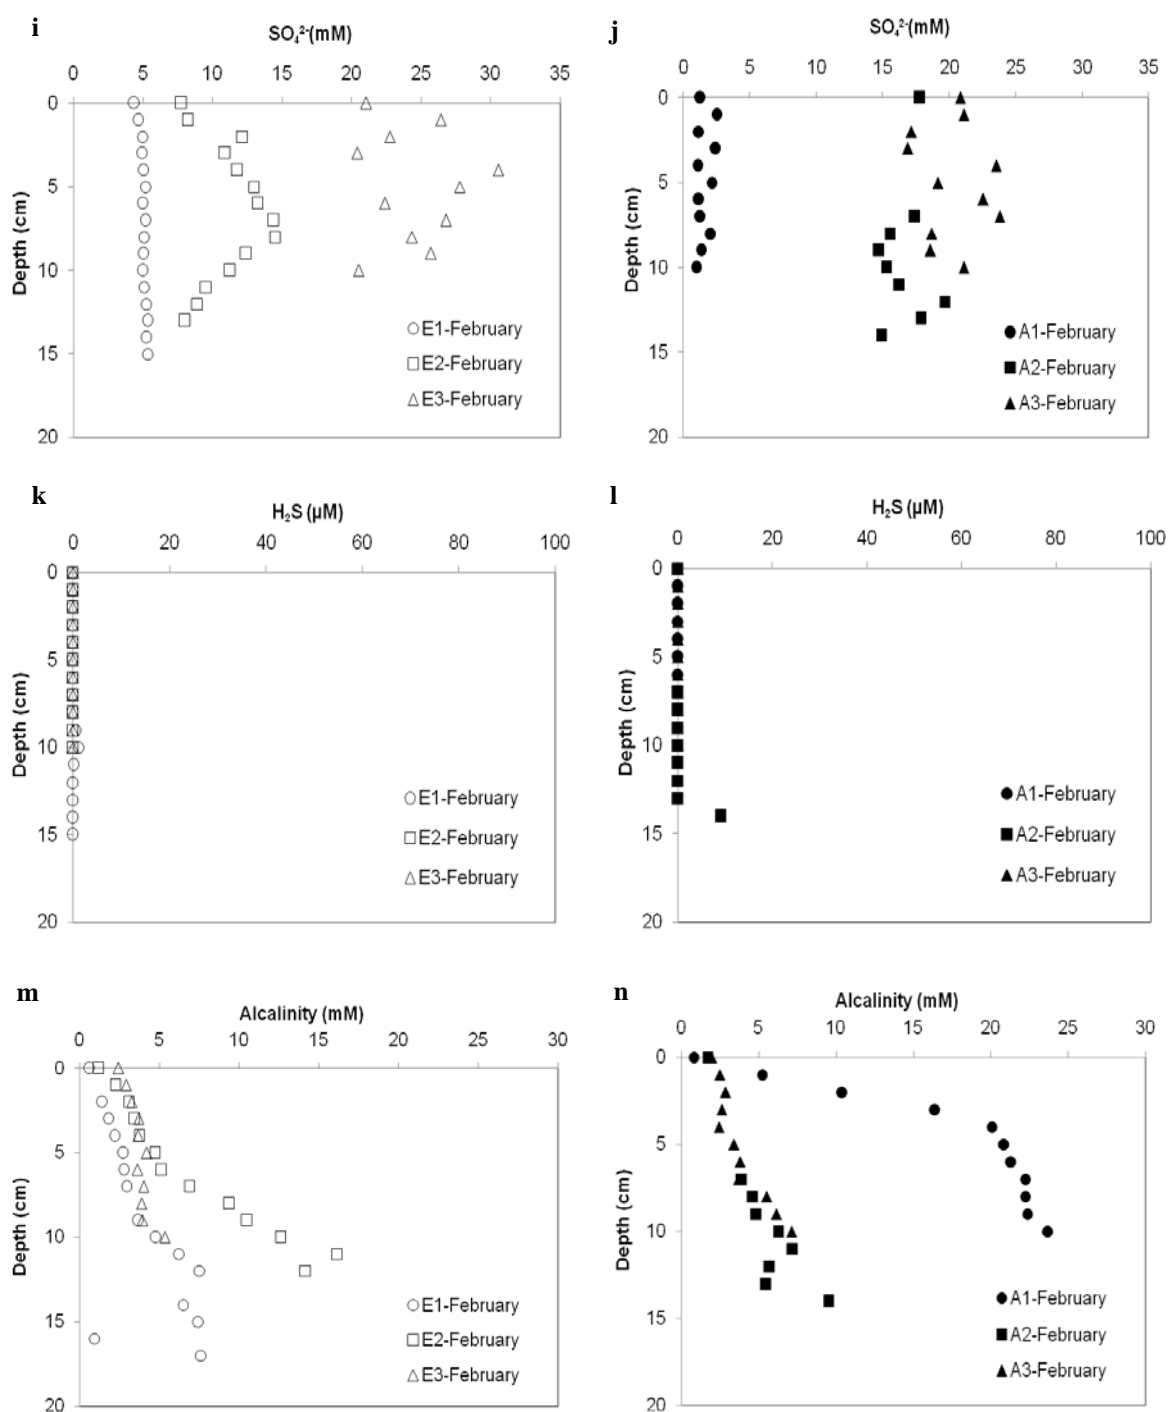 i
SO₄²⁻(mM)
0 5 10 15 20 25 30 35
0
5
10
15
20
Depth (cm)
E1-February
E2-February
E3-February
j
SO₄²⁻(mM)
0 5 10 15 20 25 30 35
0
5
10
15
20
Depth (cm)
A1-February
A2-February
A3-February
k
H₂S (µM)
0 20 40 60 80 100
0
5
10
15
20
Depth (cm)
E1-February
E2-February
E3-February
l
H₂S (µM)
0 20 40 60 80 100
0
5
10
15
20
Depth (cm)
A1-February
A2-February
A3-February
m
Alcalinity (mM)
0 5 10 15 20 25 30
0
5
10
15
20
Depth (cm)
E1-February
E2-February
E3-February
n
Alcalinity (mM)
0 5 10 15 20 25 30
0
5
10
15
20
Depth (cm)
A1-February
A2-February
A3-February